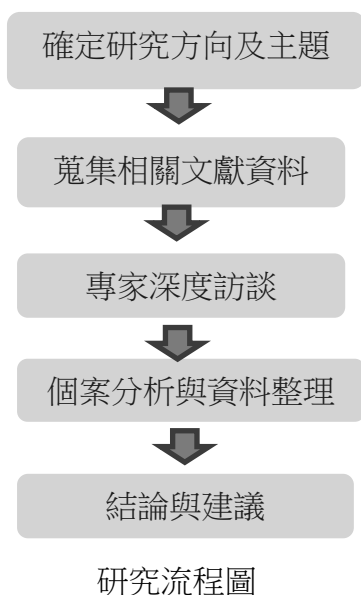 確定研究方向及主題
蒐集相關文獻資料
專家深度訪談
個案分析與資料整理
結論與建議
研究流程圖